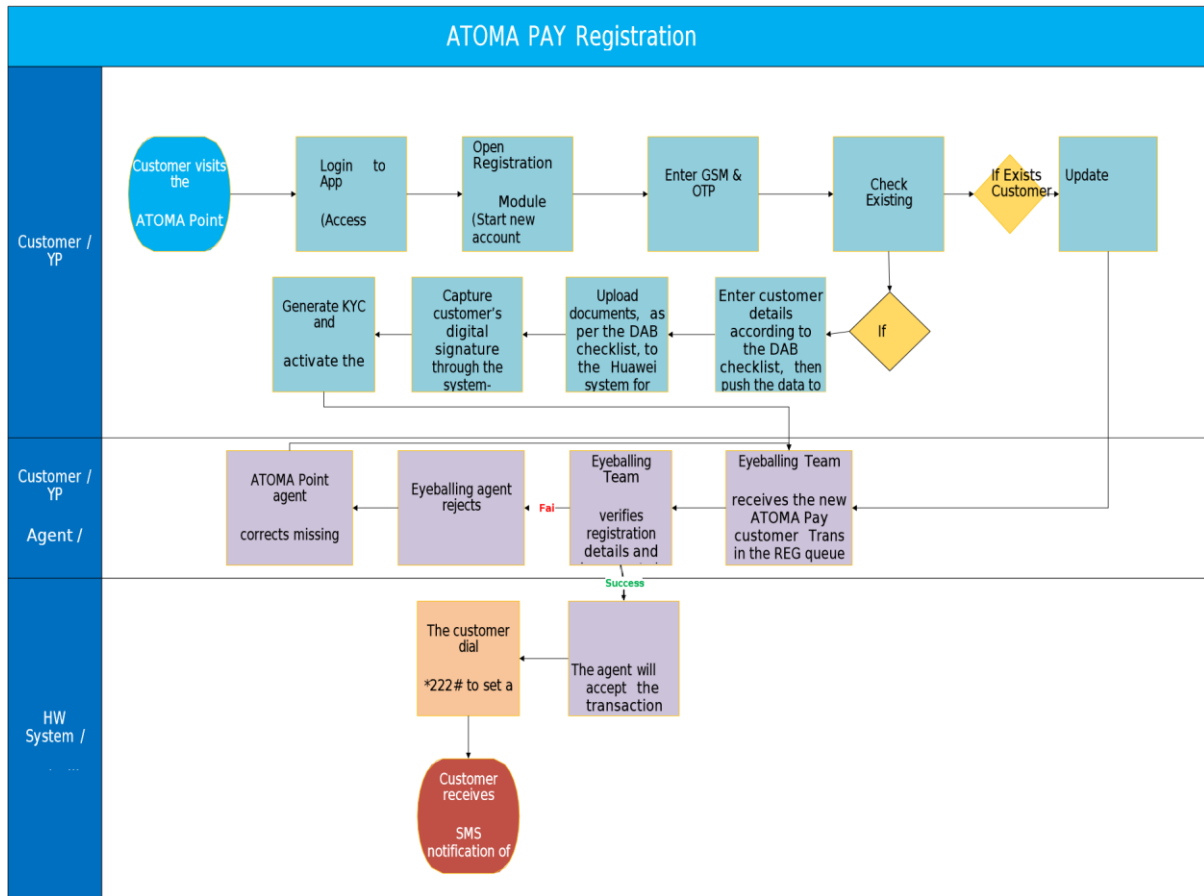 ATOMA PAY Registration
Customer /
YP
Customer visits
the
ATOMA Point
Login to
App
(Access
Open
Registration
Module
(Start new
account
Enter GSM &
OTP
Check
Existing
If Exists
Customer
Update
Generate KYC
and
activate the
Capture
customer's
digital
signature
through the
system-
Upload
documents, as
per the DAB
checklist, to
the Huawei
system for
Enter customer
details
according to
the DAB
checklist, then
push the data to
If
Customer /
YP
Agent /
ATOMA Point
agent
corrects missing
Eyeballing agent
rejects
Fai
Eyeballing
Team
verifies
registration
details and
Eyeballing Team
receives the new
ATOMA Pay
customer Trans
in the REG queue
Success
HW
System /
The customer
dial
*222# to set a
The agent will
accept the
transaction
Customer
receives
SMS
notification of